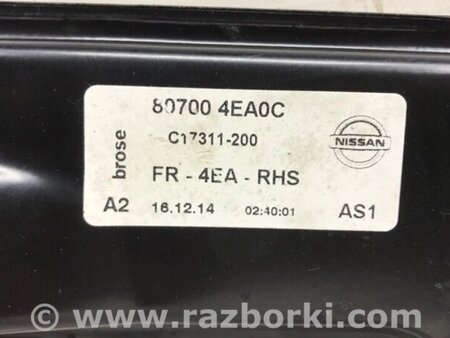 80700 4EA0C
brose
C17311-200
NISSAN
FR - 4EA - RHS
A2 16.12.14 02:40:01 AS1
© www.razborki.com